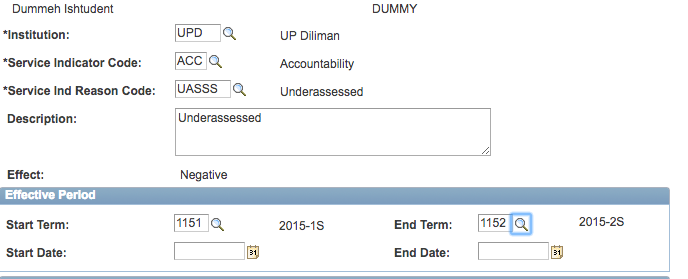 Dummeh Ishtudent DUMMY
*Institution: UPD UP Diliman
*Service Indicator Code: ACC Accountability
*Service Ind Reason Code: UASSS Underassessed
Description: Underassessed
Effect: Negative
Effective Period
Start Term: 1151 2015-1S End Term: 1152 2015-2S
Start Date: 31 End Date: 31